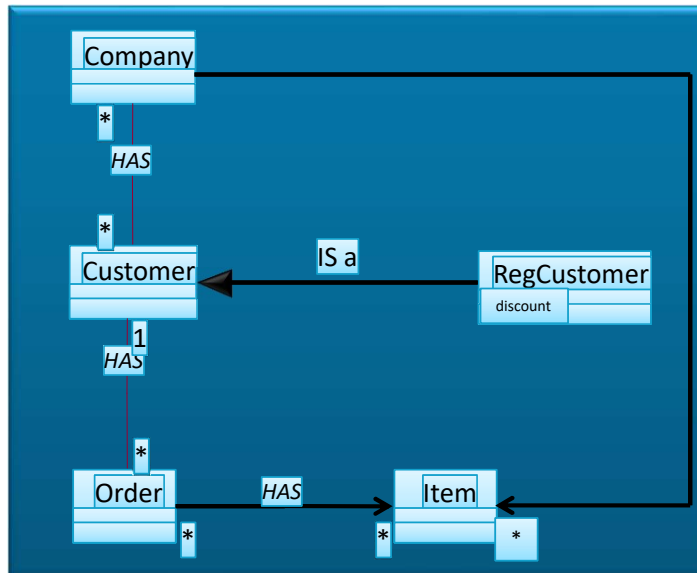 Company
*
HAS
*
Customer
IS a
RegCustomer
discount
1
HAS
*
Order
HAS
Item
*
*
*